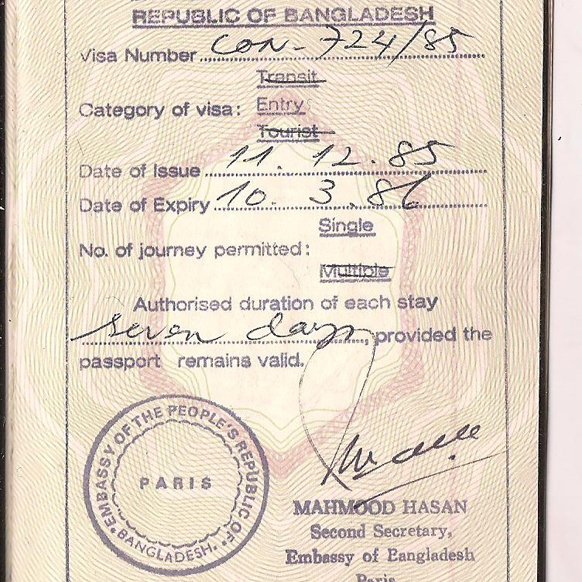 REPUBLIC OF BANGLADESH
Visa Number CON-724/85
Transit
Category of visa: Entry
Tourist
Date of Issue 11. 12. 85
Date of Expiry 10. 3. 86
Single
No. of journey permitted:
Multiple
Authorised duration of each stay
seven days, provided the
passport remains valid.
EMBASSY OF THE PEOPLE'S REPUBLIC OF BANGLADESH.
PARIS
MAHMOOD HASAN
Second Secretary,
Embassy of Bangladesh
Paris